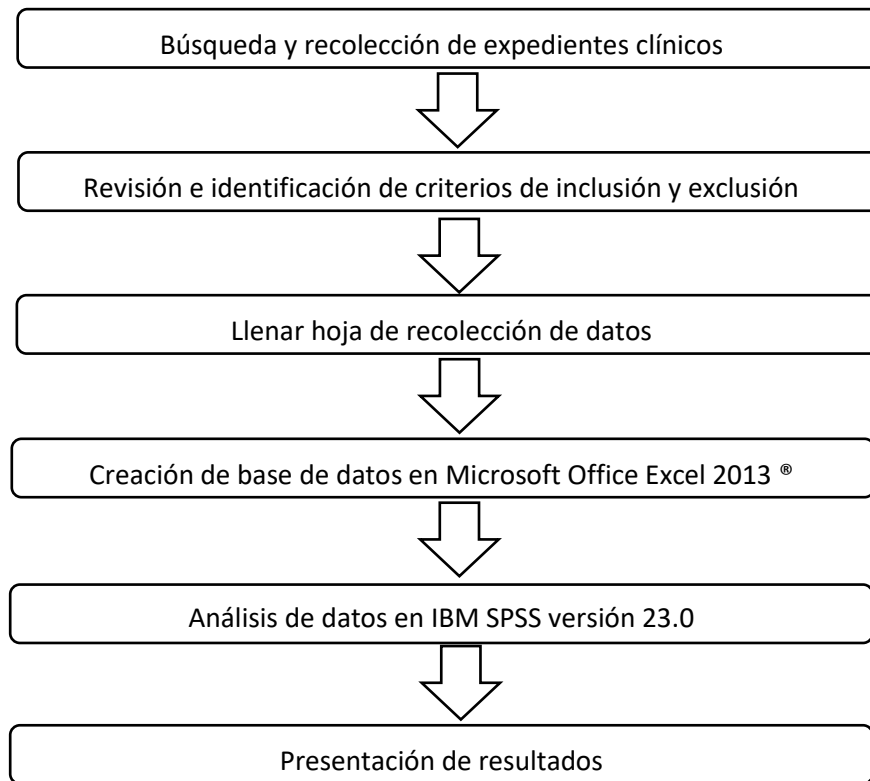 Búsqueda y recolección de expedientes clínicos
Revisión e identificación de criterios de inclusión y exclusión
Llenar hoja de recolección de datos
Creación de base de datos en Microsoft Office Excel 2013 ®
Análisis de datos en IBM SPSS versión 23.0
Presentación de resultados